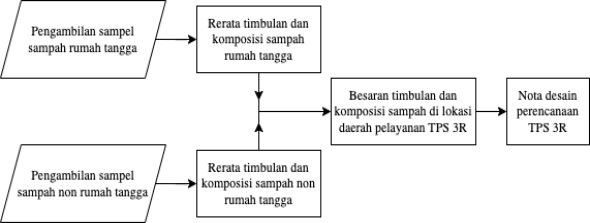 Pengambilan sampel
sampah rumah tangga
Rerata timbulan dan
komposisi sampah
rumah tangga
Besaran timbulan dan
komposisi sampah di lokasi
daerah pelayanan TPS 3R
Nota desain
perencanaan
TPS 3R
Pengambilan sampel
sampah non rumah tangga
Rerata timbulan dan
komposisi sampah non
rumah tangga